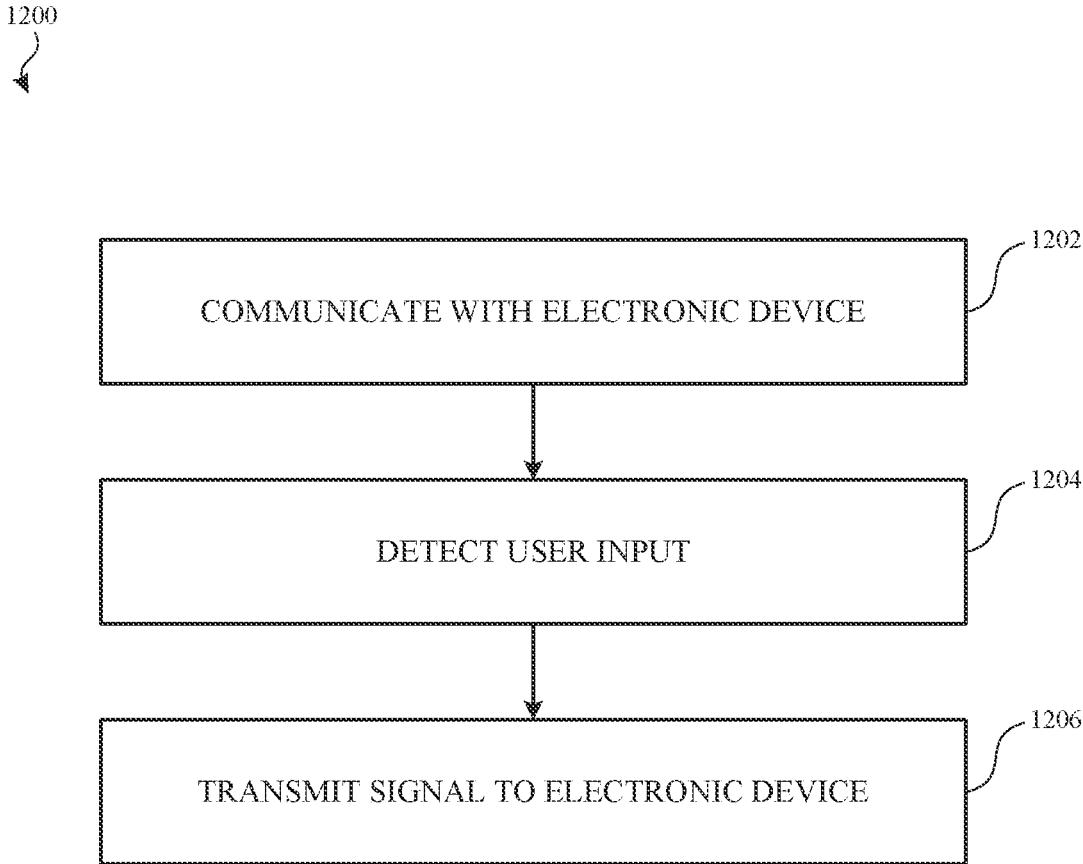 1200
1202
COMMUNICATE WITH ELECTRONIC DEVICE
1204
DETECT USER INPUT
1206
TRANSMIT SIGNAL TO ELECTRONIC DEVICE